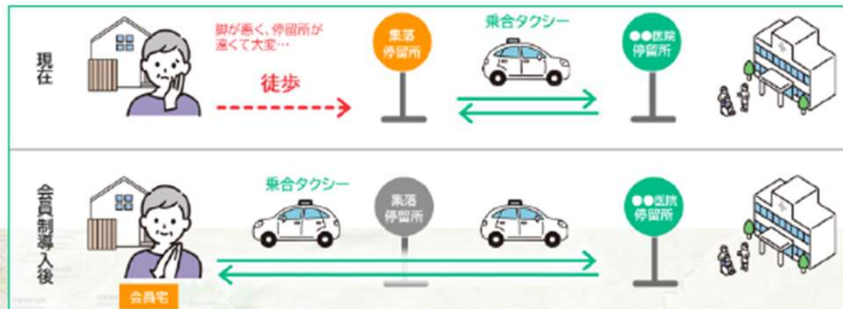 現在
脚が悪く、停留所が
遠くて大変…
徒歩
集落
停留所
乗合タクシー
●●医院
停留所
会員制導入後
会員宅
乗合タクシー
集落
停留所
●●医院
停留所